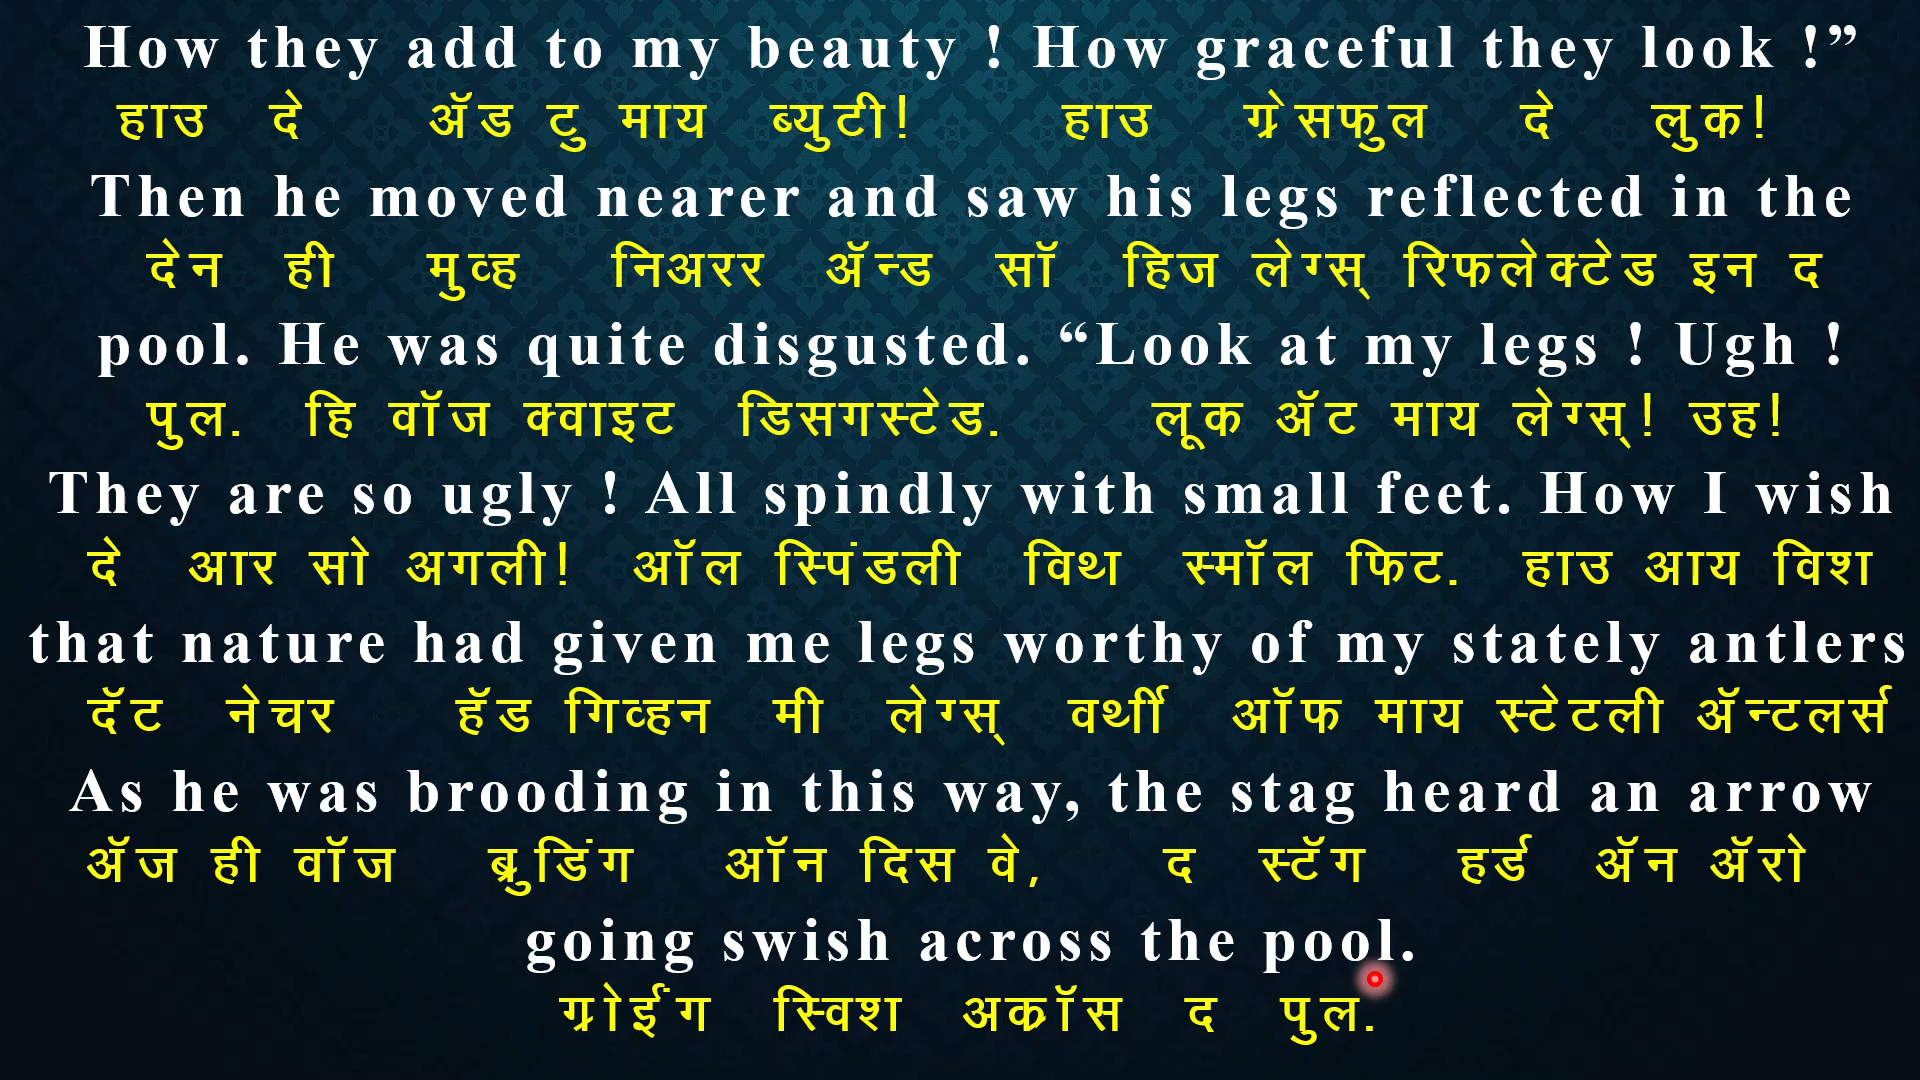 How they add to my beauty ! How graceful they look !”
हाउ दे ॲड टु माय ब्युटी! हाउ ग्रेसफुल दे लुक!
Then he moved nearer and saw his legs reflected in the
देन ही मुव्ह निअरर ॲन्ड सॉ हिज लेग्स् रिफलेक्टेड इन द
pool. He was quite disgusted. “Look at my legs ! Ugh !
पुल. हि वॉज क्वाइट डिसगस्टेड. लूक ॲट माय लेग्स्! उह!
They are so ugly ! All spindly with small feet. How I wish
दे आर सो अगली! ऑल स्पिंडली विथ स्मॉल फिट. हाउ आय विश
that nature had given me legs worthy of my stately antlers
दॅट नेचर हॅड गिव्हन मी लेग्स् वर्थी ऑफ माय स्टेटली ॲन्टलर्स
As he was brooding in this way, the stag heard an arrow
ॲज ही वॉज ब्रुडिंग ऑन दिस वे, द स्टॅग हर्ड ॲन ॲरो
going swish across the pool.
ग्रोईंग स्विश अक्रॉस द पुल.